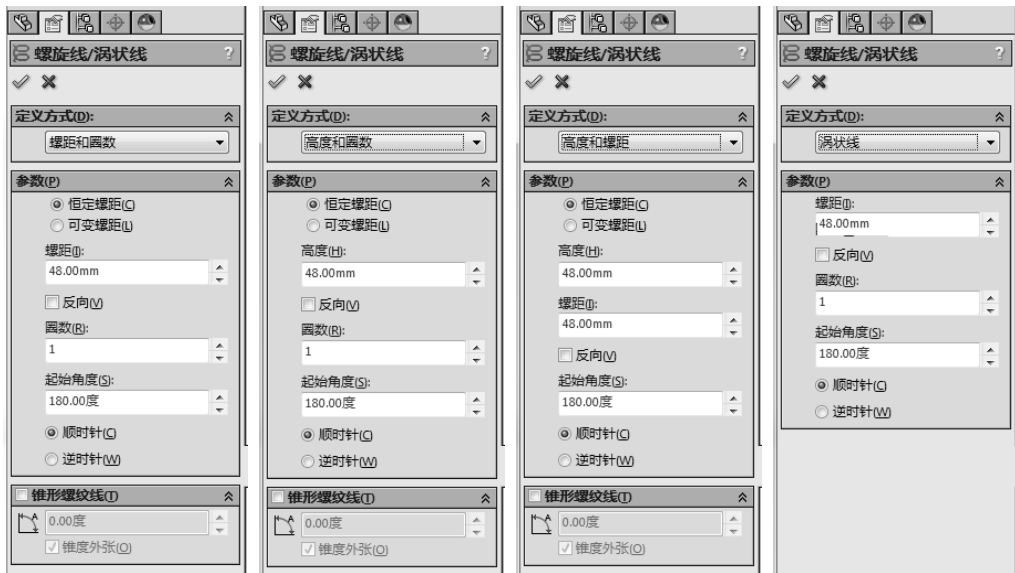 螺旋线/涡状线 ?
定义方式(D):
螺距和圈数
参数(P)
恒定螺距(C)
可变螺距(L)
螺距(I):
48.00mm
反向(V)
圈数(R):
1
起始角度(S):
180.00度
顺时针(C)
逆时针(W)
锥形螺纹线(T)
A
0.00度
锥度外张(O)
螺旋线/涡状线 ?
定义方式(D):
高度和圈数
参数(P)
恒定螺距(C)
可变螺距(L)
高度(H):
48.00mm
反向(V)
圈数(R):
1
起始角度(S):
180.00度
顺时针(C)
逆时针(W)
锥形螺纹线(T)
A
0.00度
锥度外张(O)
螺旋线/涡状线 ?
定义方式(D):
高度和螺距
参数(P)
恒定螺距(C)
可变螺距(L)
高度(H):
48.00mm
螺距(I):
48.00mm
反向(V)
起始角度(S):
180.00度
顺时针(C)
逆时针(W)
锥形螺纹线(T)
A
0.00度
锥度外张(O)
螺旋线/涡状线 ?
定义方式(D):
涡状线
参数(P)
螺距(I):
48.00mm
反向(V)
圈数(R):
1
起始角度(S):
180.00度
顺时针(C)
逆时针(W)